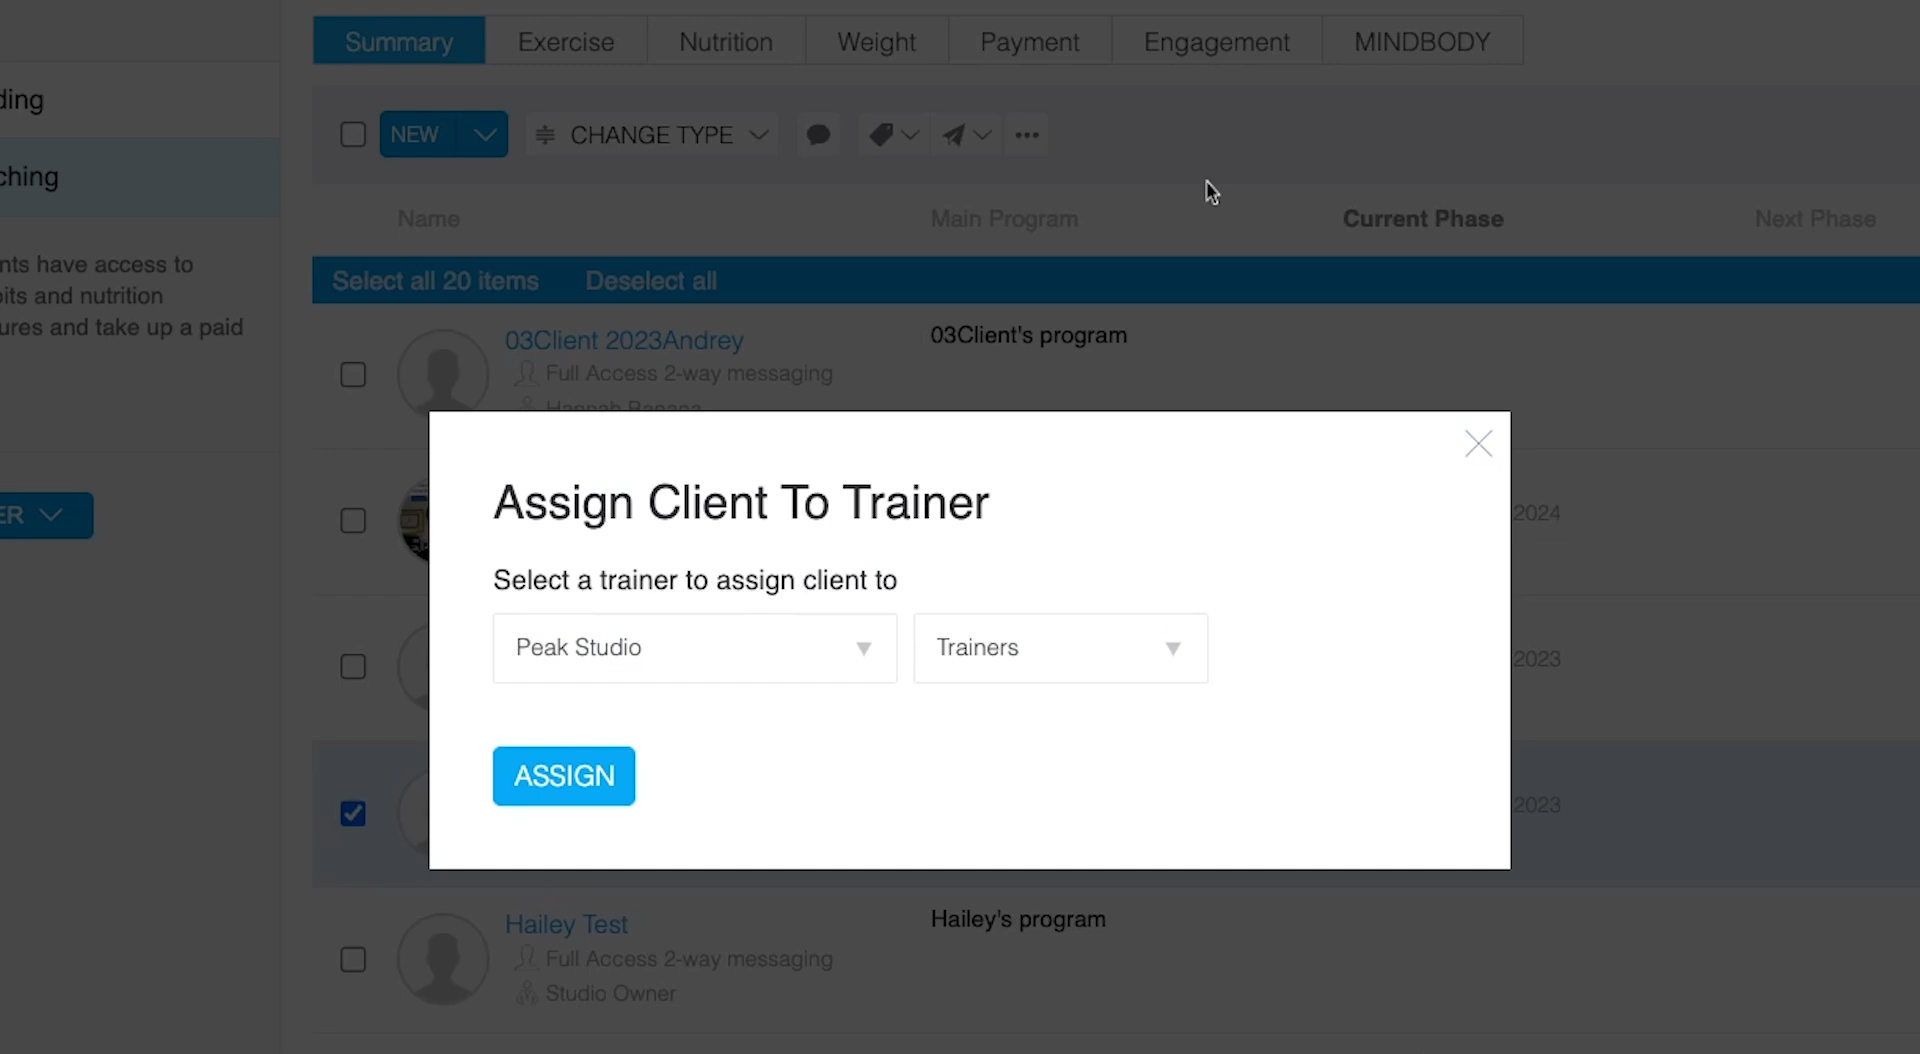 Summary Exercise Nutrition Weight Payment Engagement MINDBODY
NEW CHANGE TYPE
Name Main Program Current Phase Next Phase
Select all 20 items Deselect all
03Client 2023Andrey 03Client's program
Full Access 2-way messaging
Hannah Banana
ding
ching
nts have access to
its and nutrition
ures and take up a paid
ER
Assign Client To Trainer
Select a trainer to assign client to
Peak Studio Trainers
ASSIGN
2024
2023
2023
Hailey Test Hailey's program
Full Access 2-way messaging
Studio Owner